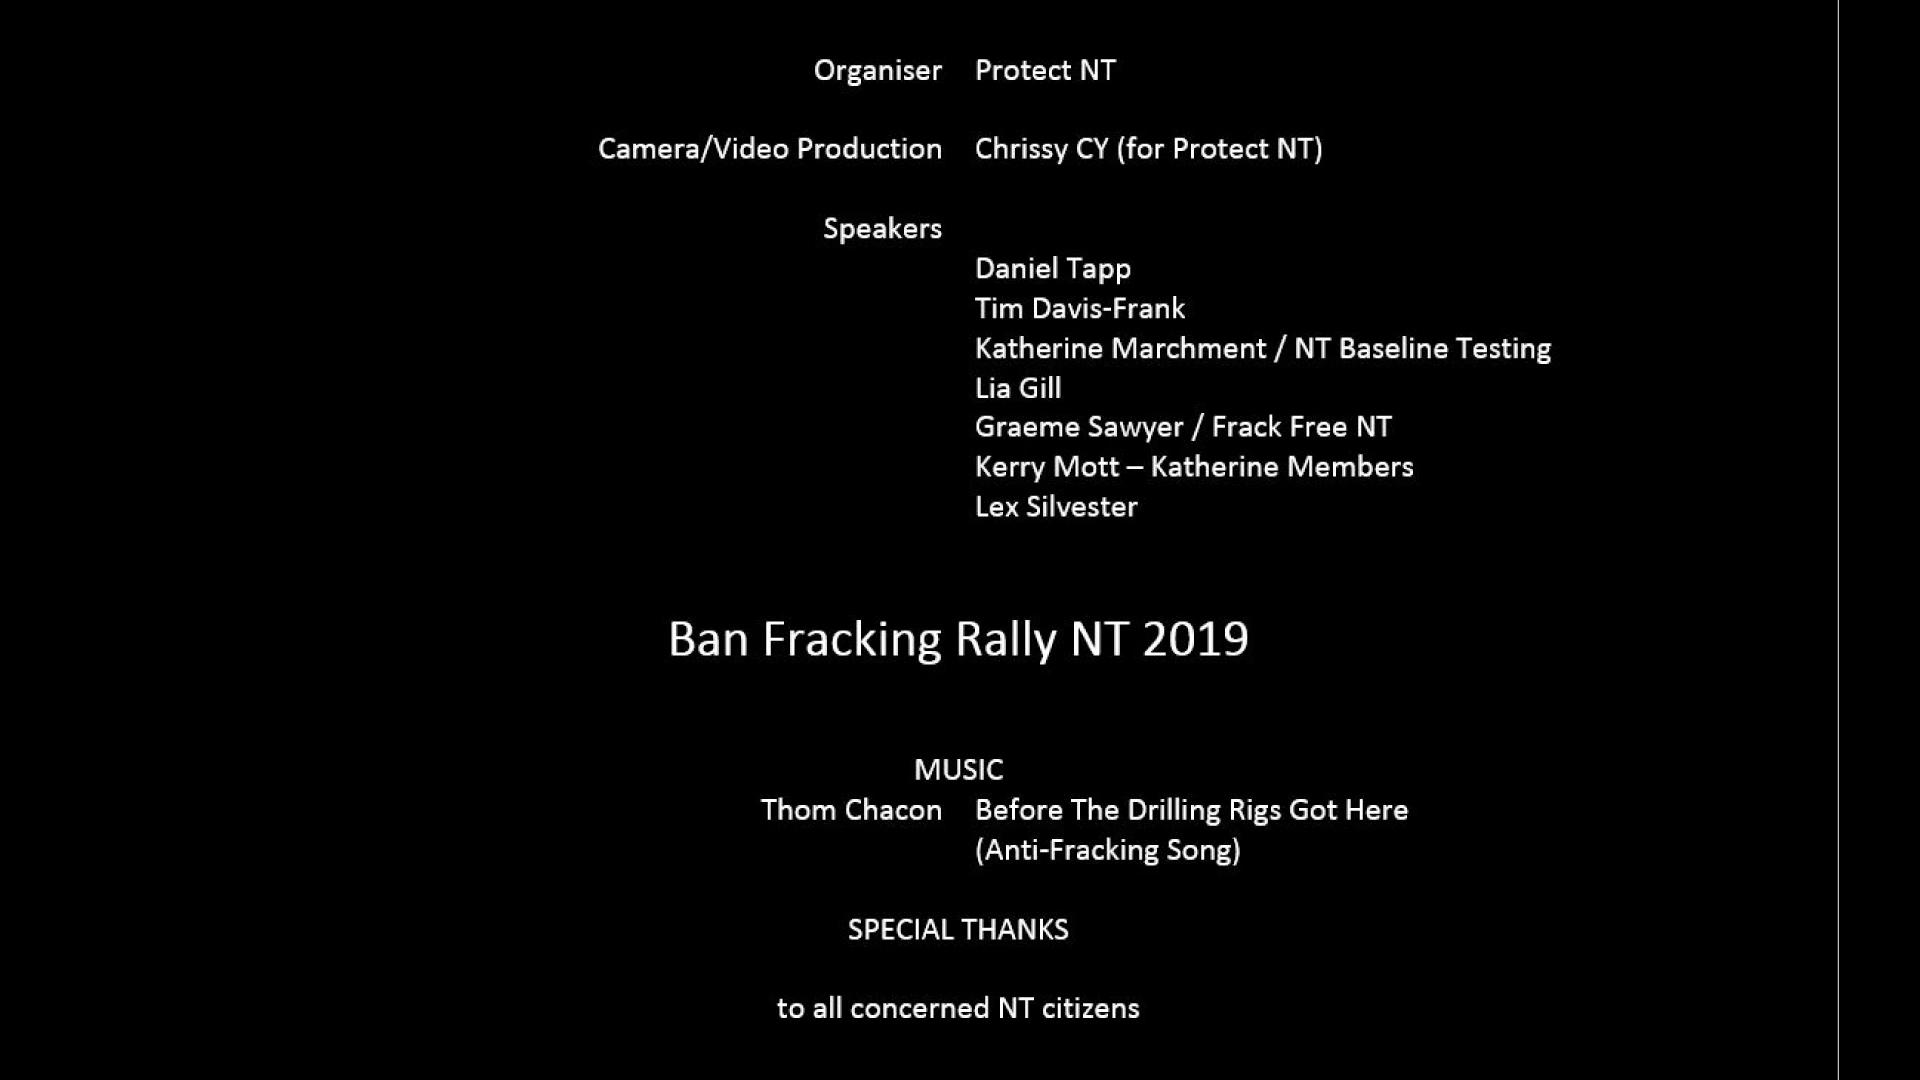 Organiser Protect NT
Camera/Video Production Chrissy CY (for Protect NT)
Speakers
Daniel Tapp
Tim Davis-Frank
Katherine Marchment / NT Baseline Testing
Lia Gill
Graeme Sawyer / Frack Free NT
Kerry Mott – Katherine Members
Lex Silvester
Ban Fracking Rally NT 2019
MUSIC
Thom Chacon Before The Drilling Rigs Got Here
(Anti-Fracking Song)
SPECIAL THANKS
to all concerned NT citizens